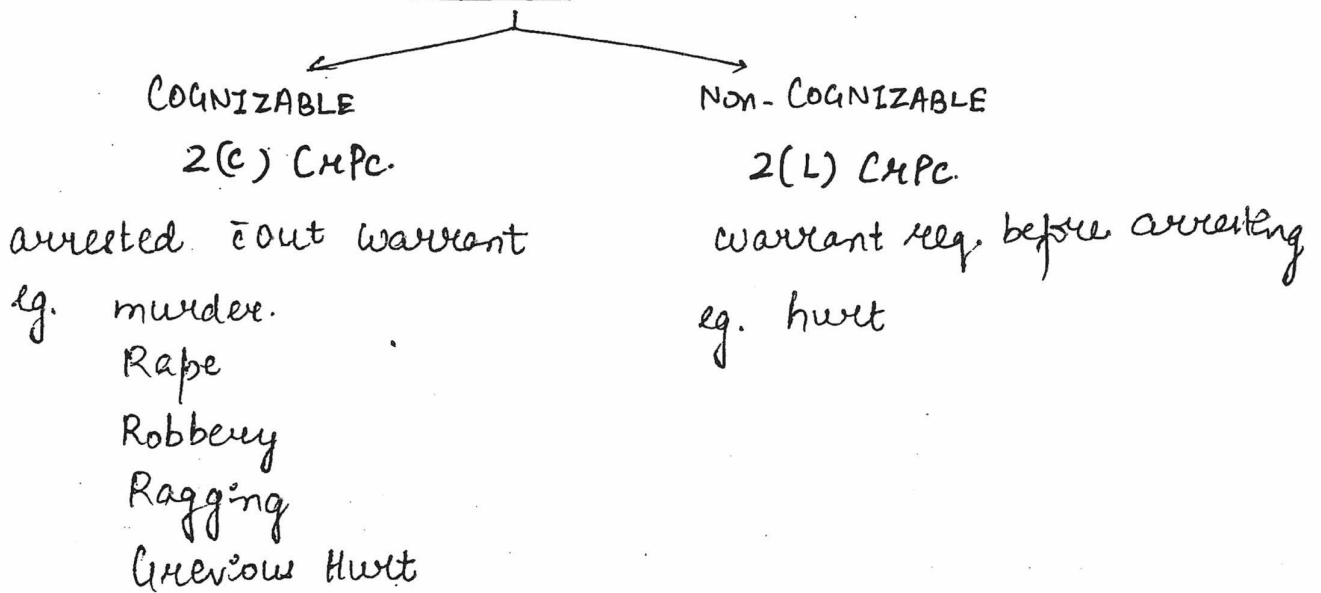 COGNIZABLE
Non-COGNIZABLE
2(C) CrPc.
2(L) CrPc.
arrested c̄out warrant
warrant req. before arresting
eg. murder.
eg. hurt
Rape
Robbery
Ragging
Grevious Hurt